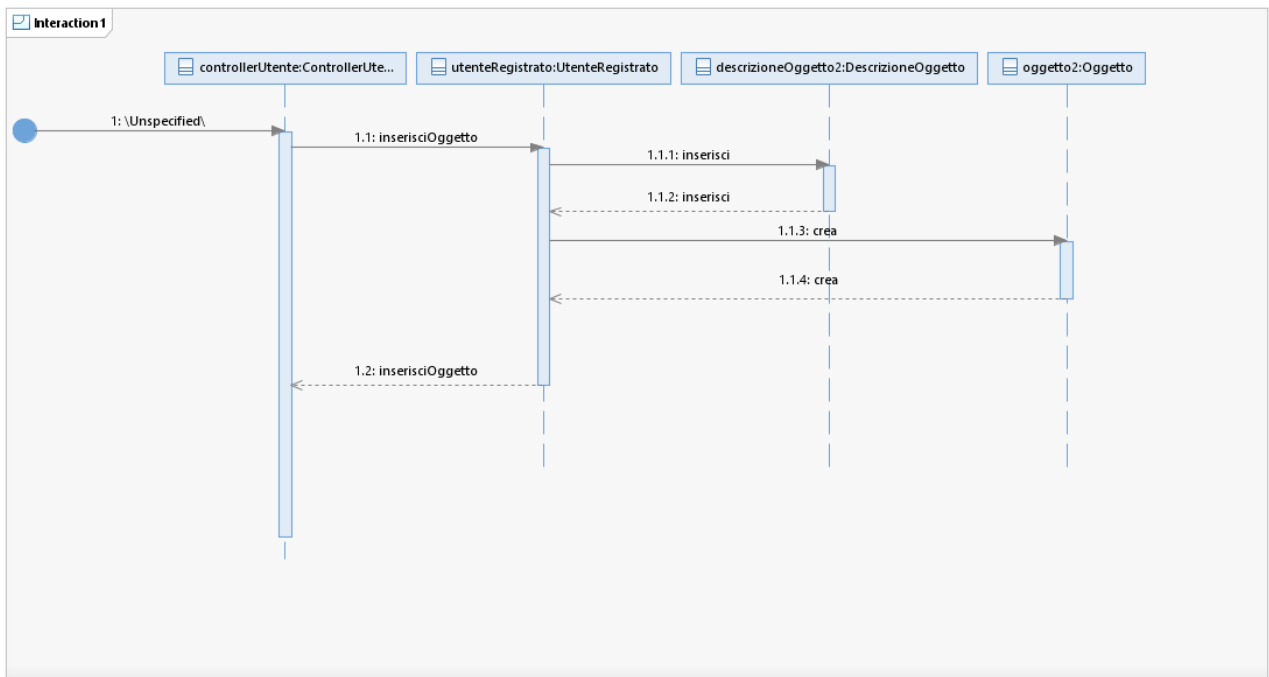 Interaction1
controllerUtente:ControllerUte...
utenteRegistrato:UtenteRegistrato
descrizioneOggetto2:DescrizioneOggetto
oggetto2:Oggetto
1: \Unspecified\
1.1: inserisciOggetto
1.1.1: inserisci
1.1.2: inserisci
1.1.3: crea
1.1.4: crea
1.2: inserisciOggetto